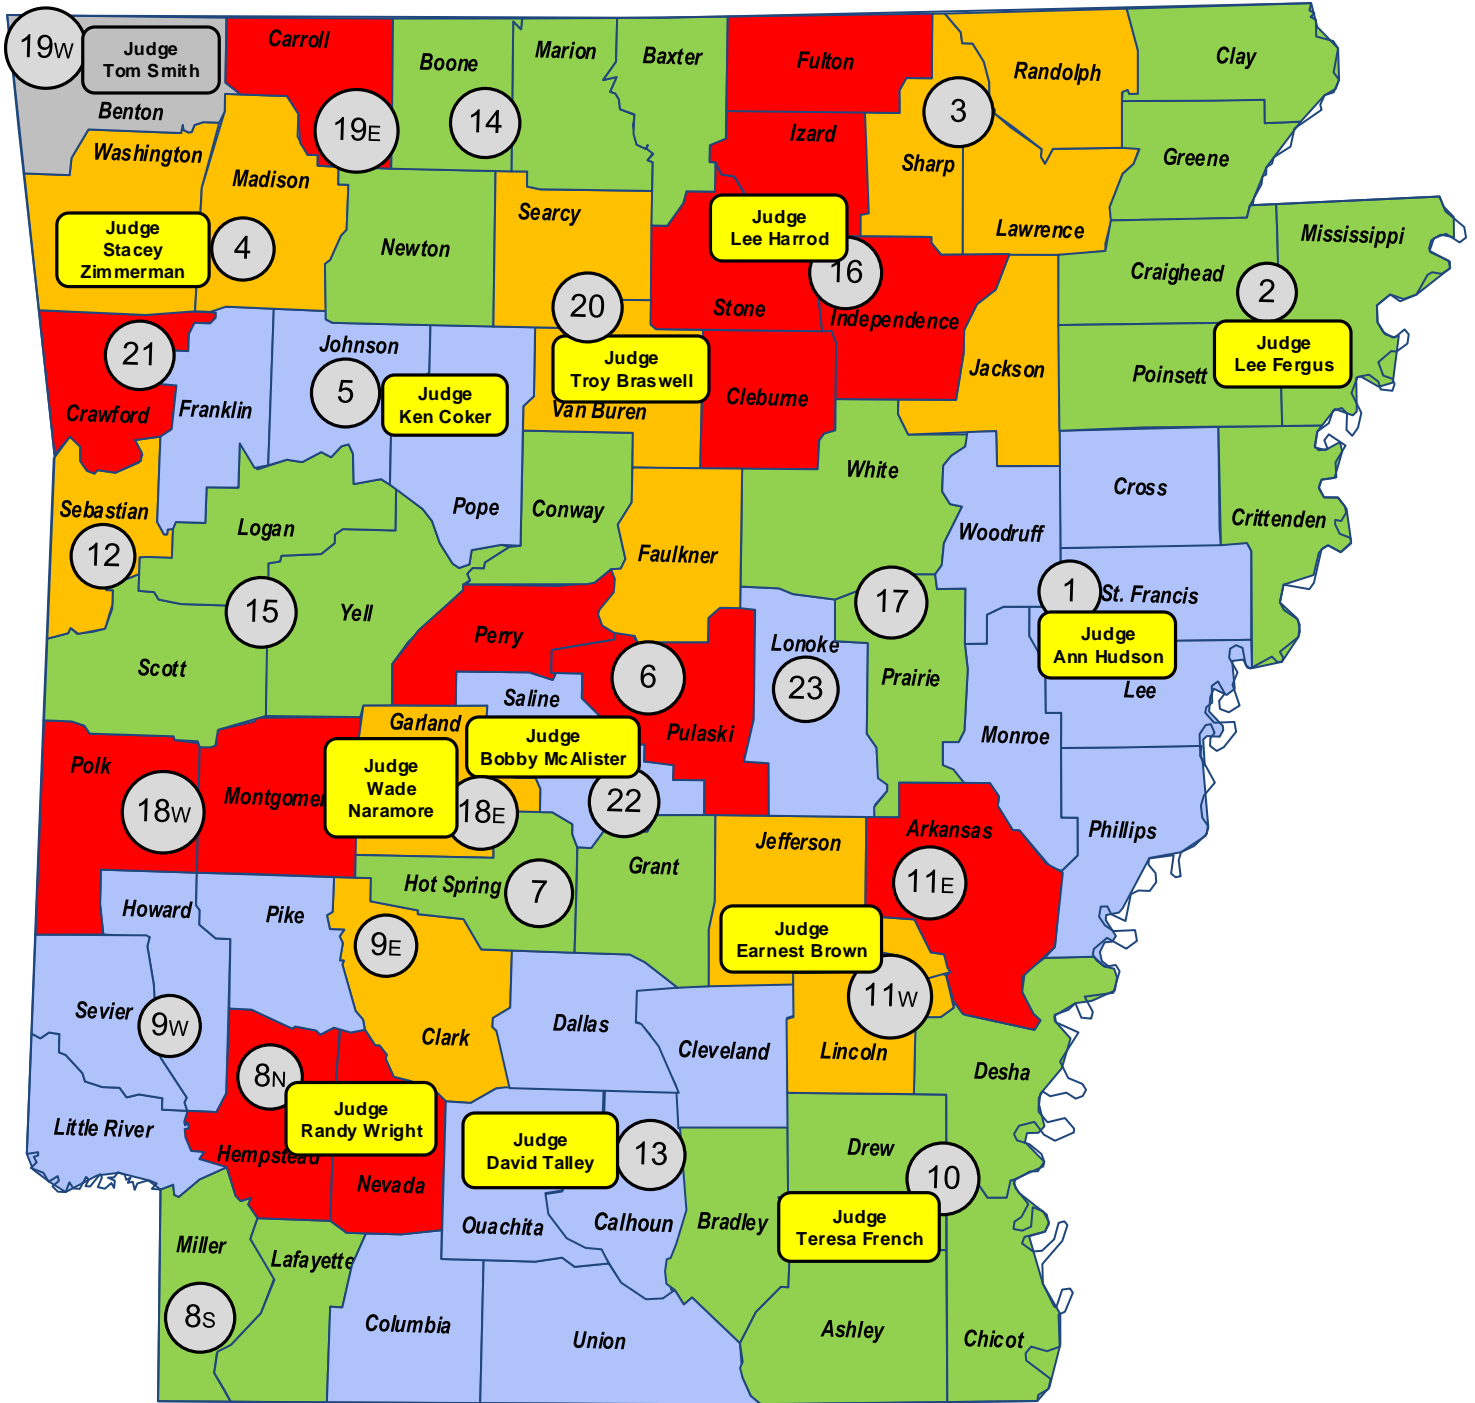 19W
Judge
Tom Smith
Benton
Carroll
19E
Boone
14
Marion
Baxter
Fulton
Izard
3
Randolph
Sharp
Lawrence
Clay
Greene
Washington
Madison
Judge
Stacey
Zimmerman
4
Newton
Searcy
20
Judge
Troy Braswell
Van Buren
Judge
Lee Harrod
16
Stone
Independence
Cleburne
Jackson
Craighead
Mississippi
2
Judge
Lee Fergus
Poinsett
21
Crawford
Franklin
Johnson
5
Judge
Ken Coker
Pope
Sebastian
12
Logan
15
Yell
Scott
Conway
Faulkner
White
Woodruff
Cross
Crittenden
1
St. Francis
Judge
Ann Hudson
Lee
17
Prairie
Lonoke
23
Monroe
Phillips
Perry
6
Pulaski
Saline
Garland
Judge
Bobby McAlister
22
Judge
Wade
Naramore
18E
Polk
18W
Montgomer
Hot Spring
7
Grant
Jefferson
Arkansas
11E
Judge
Earnest Brown
11W
Lincoln
Howard
Pike
9E
Clark
Sevier
9W
Little River
Dallas
Cleveland
Desha
8N
Judge
Randy Wright
Hempstead
Nevada
Judge
David Talley
13
Ouachita
Calhoun
Bradley
Drew
10
Judge
Teresa French
Miller
8S
Lafayette
Columbia
Union
Ashley
Chicot